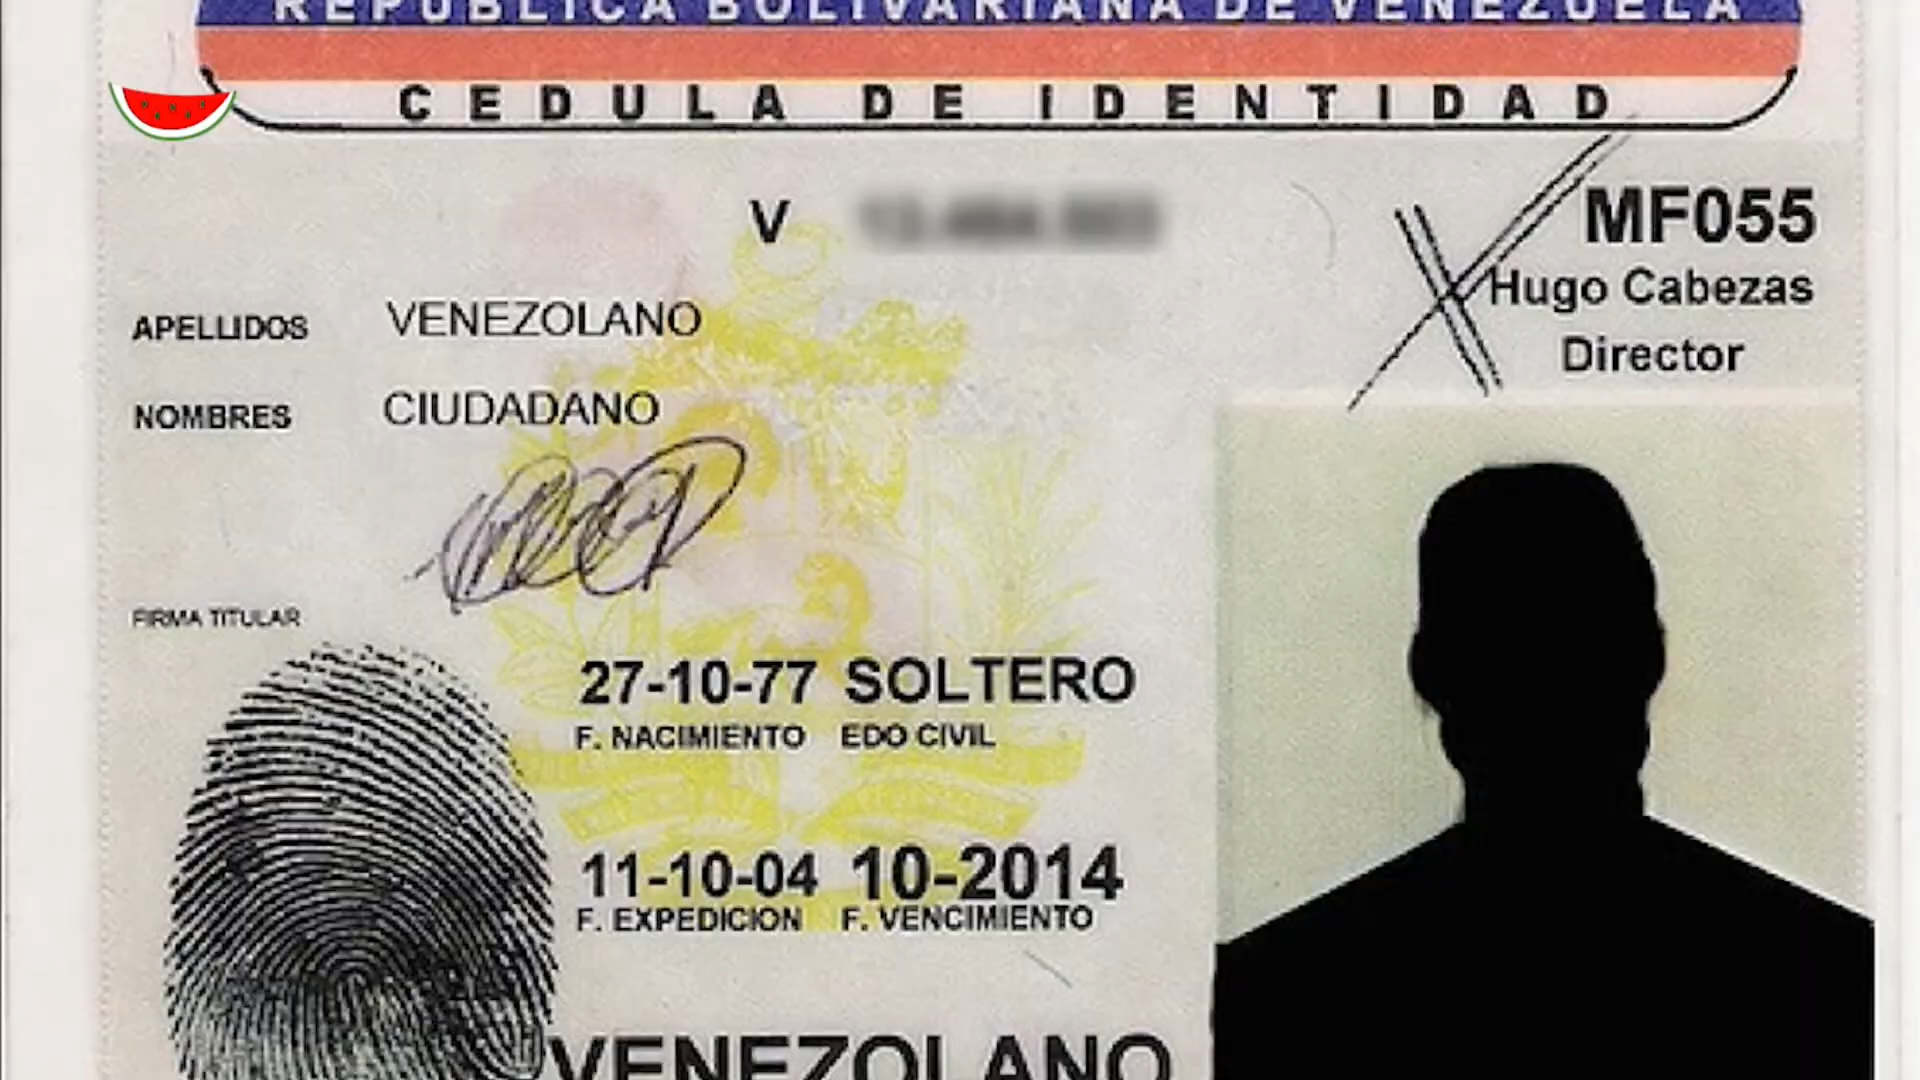 REPUBLICA BOLIVARIANA DE VENEZUELA
CEDULA DE IDENTIDAD
V
MF055
Hugo Cabezas
Director
APELLIDOS VENEZOLANO
NOMBRES CIUDADANO
FIRMA TITULAR
27-10-77 SOLTERO
F. NACIMIENTO EDO CIVIL
11-10-04 10-2014
F. EXPEDICION F. VENCIMIENTO
VENEZOLANO